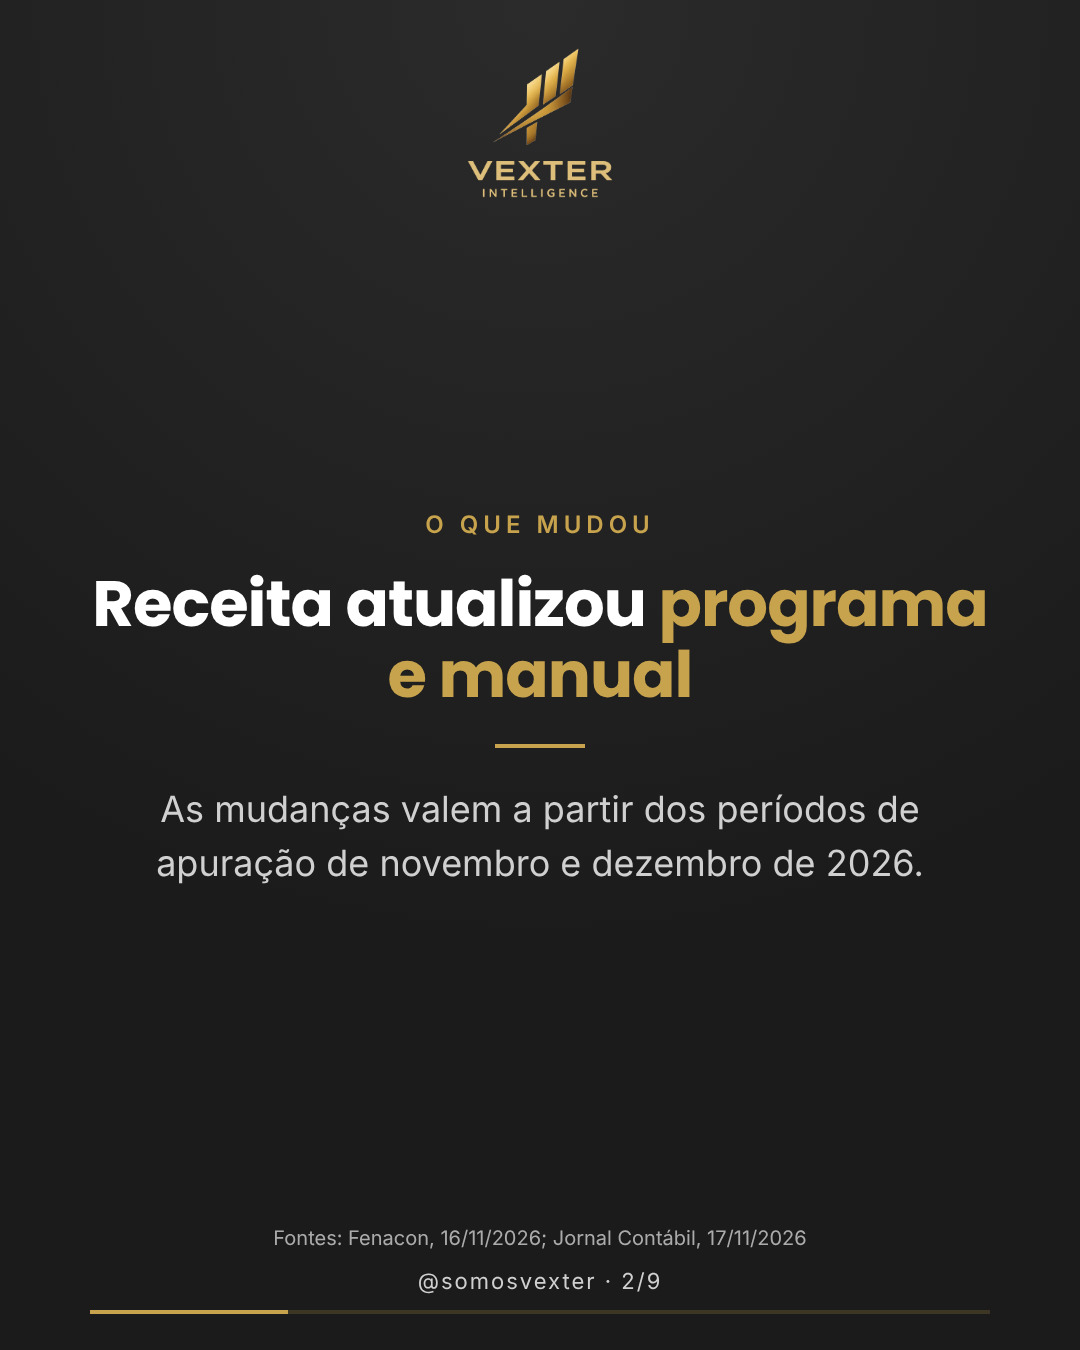 VEXTER
INTELLIGENCE
O QUE MUDOU
Receita atualizou programa
e manual
As mudanças valem a partir dos períodos de
apuração de novembro e dezembro de 2026.
Fontes: Fenacon, 16/11/2026; Jornal Contábil, 17/11/2026
@somosvexter · 2/9